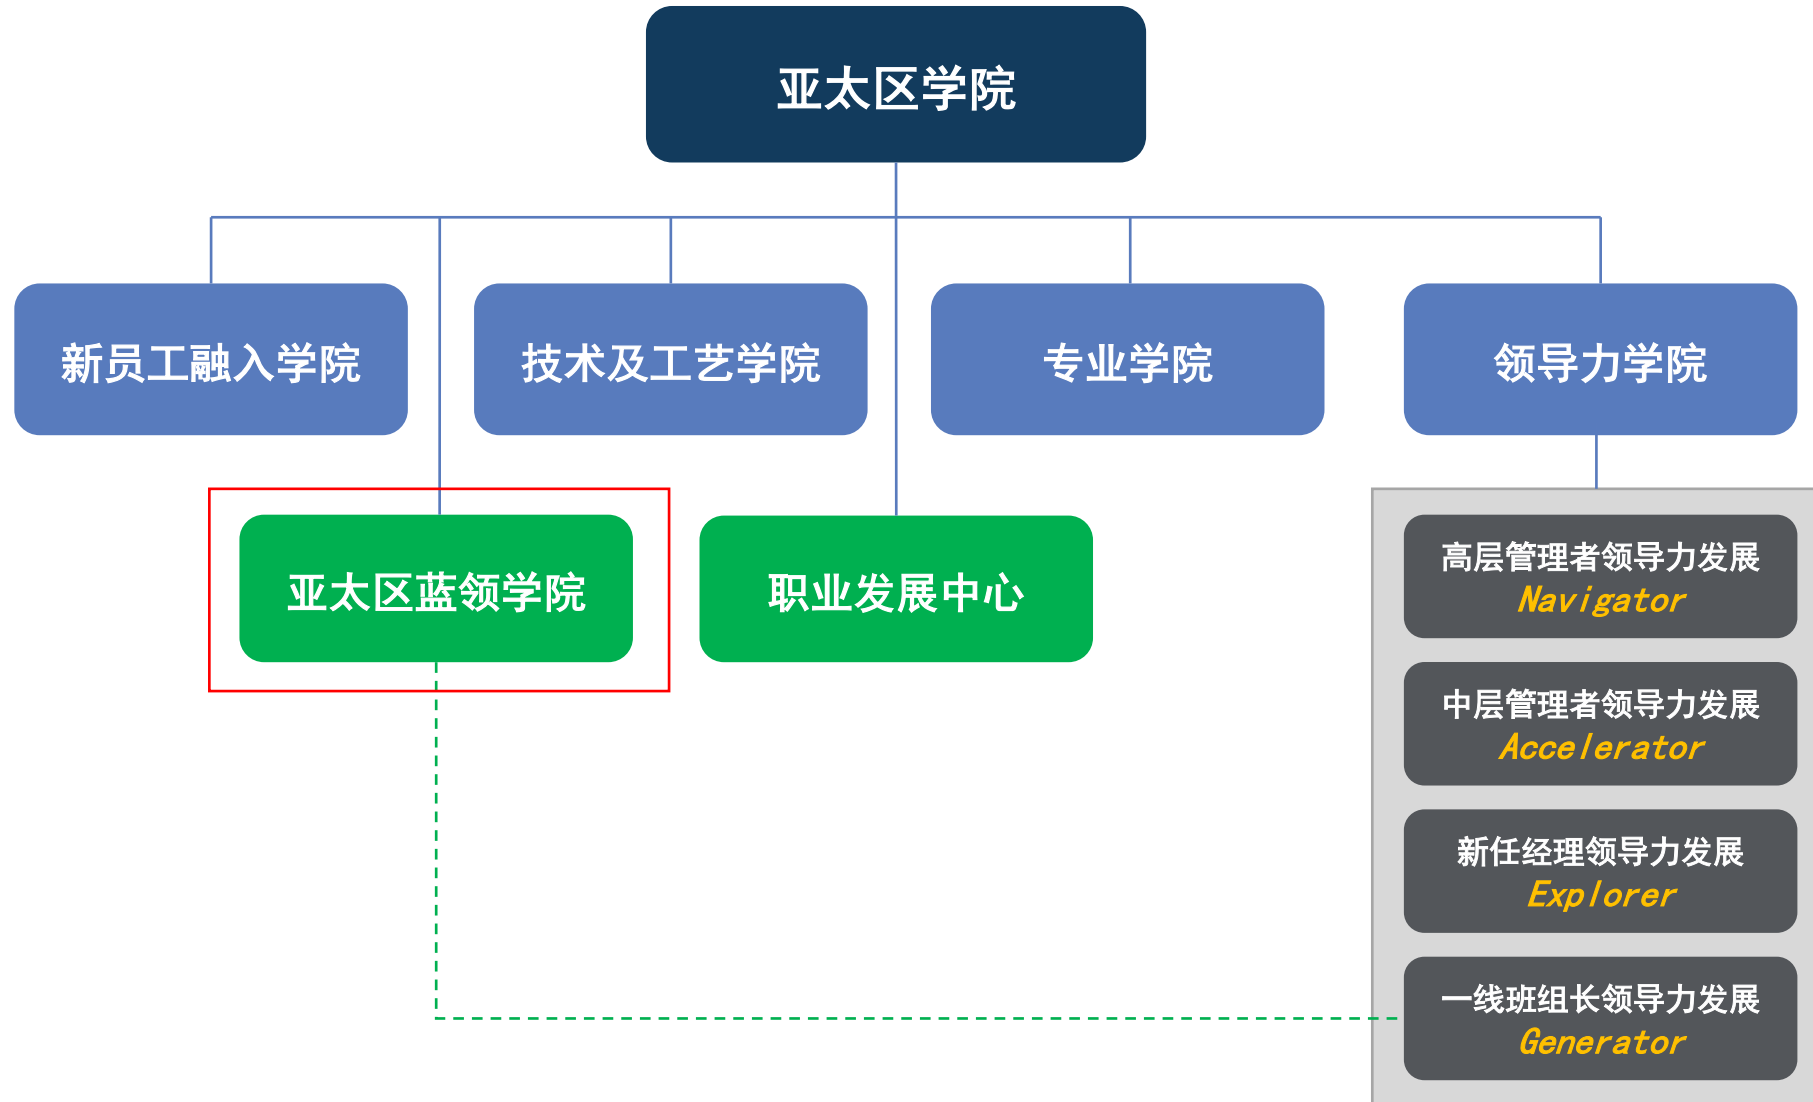 亚太区学院
新员工融入学院
技术及工艺学院
专业学院
领导力学院
亚太区蓝领学院
职业发展中心
高层管理者领导力发展
Navigator
中层管理者领导力发展
Accelerator
新任经理领导力发展
Explorer
一线班组长领导力发展
Generator